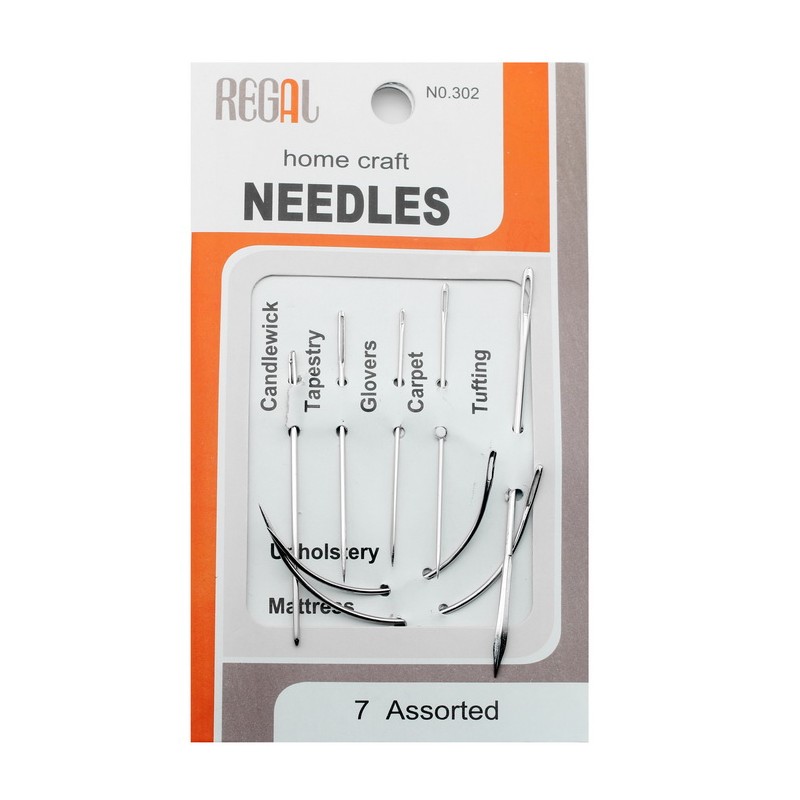 REGAL
N0.302
home craft
NEEDLES
Candlewick
Tapestry
Glovers
Carpet
Tufting
Upholstery
Mattress
7 Assorted